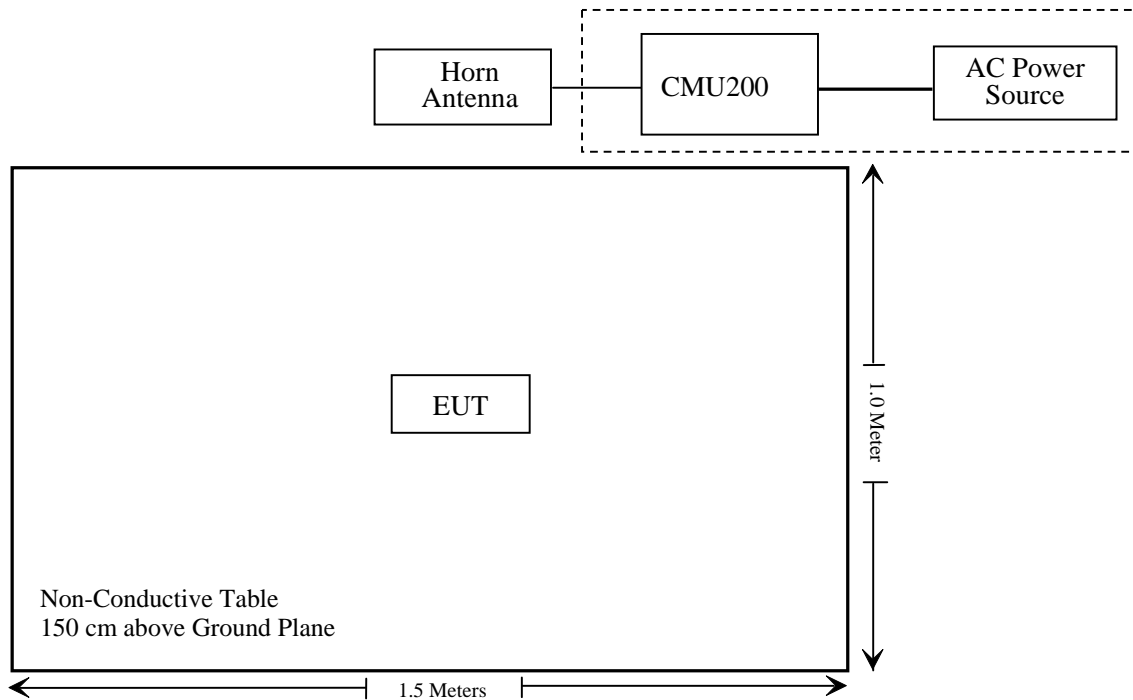 Horn
Antenna
CMU200
AC Power
Source
EUT
1.0 Meter
Non-Conductive Table
150 cm above Ground Plane
1.5 Meters